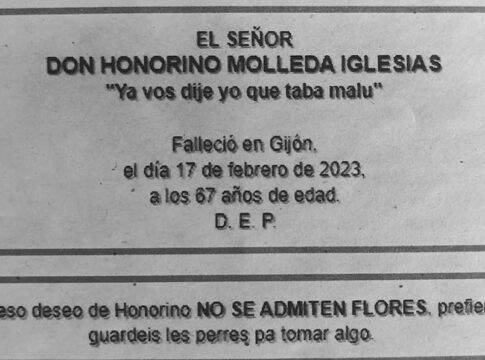 EL SEÑOR
DON HONORINO MOLLEDA IGLESIAS
"Ya vos dije yo que taba malu"
Falleció en Gijón,
el día 17 de febrero de 2023,
a los 67 años de edad.
D. E. P.
deseo de Honorino NO SE ADMITEN FLORES,
guardeis les perres pa tomar algo.